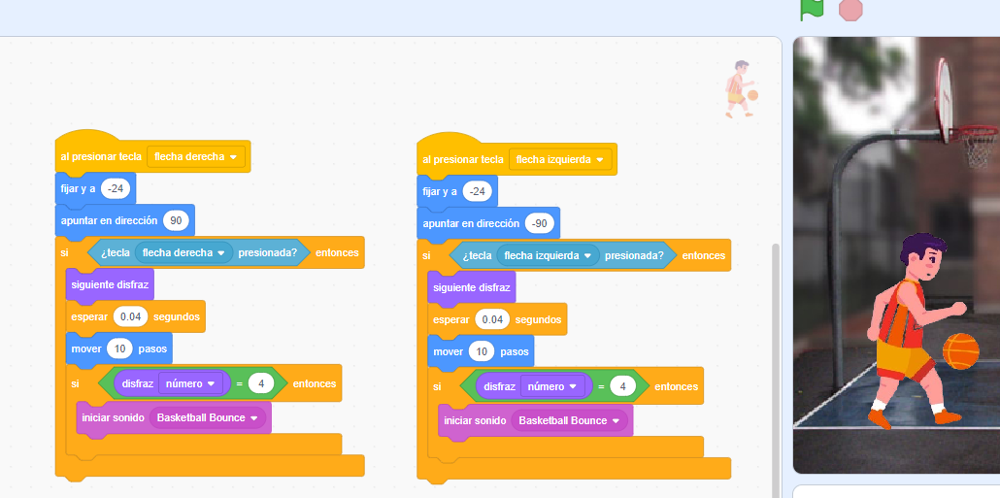 al presionar tecla flecha derecha
fijar y a -24
apuntar en dirección 90
si ¿tecla flecha derecha presionada? entonces
siguiente disfraz
esperar 0.04 segundos
mover 10 pasos
si disfraz número = 4 entonces
iniciar sonido Basketball Bounce
al presionar tecla flecha izquierda
fijar y a -24
apuntar en dirección -90
si ¿tecla flecha izquierda presionada? entonces
siguiente disfraz
esperar 0.04 segundos
mover 10 pasos
si disfraz número = 4 entonces
iniciar sonido Basketball Bounce